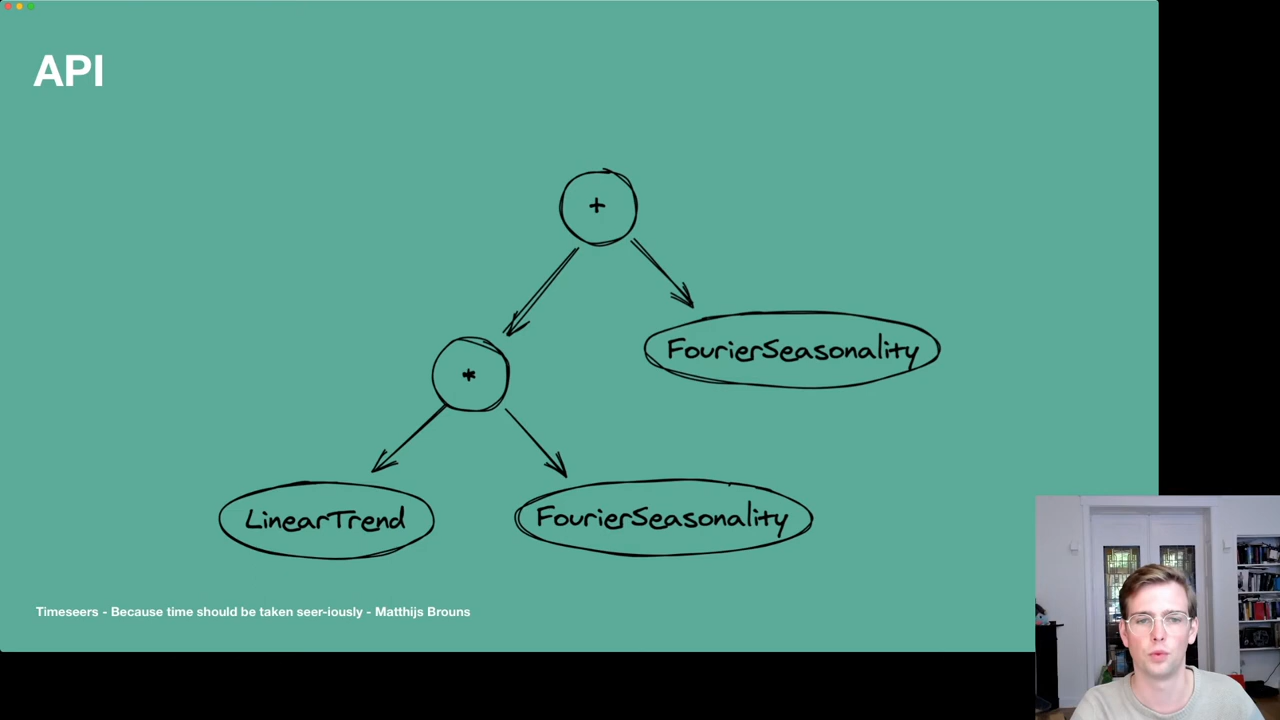 API
+
FourierSeasonality
*
LinearTrend
FourierSeasonality
Timeseers - Because time should be taken seer-iously - Matthijs Brouns